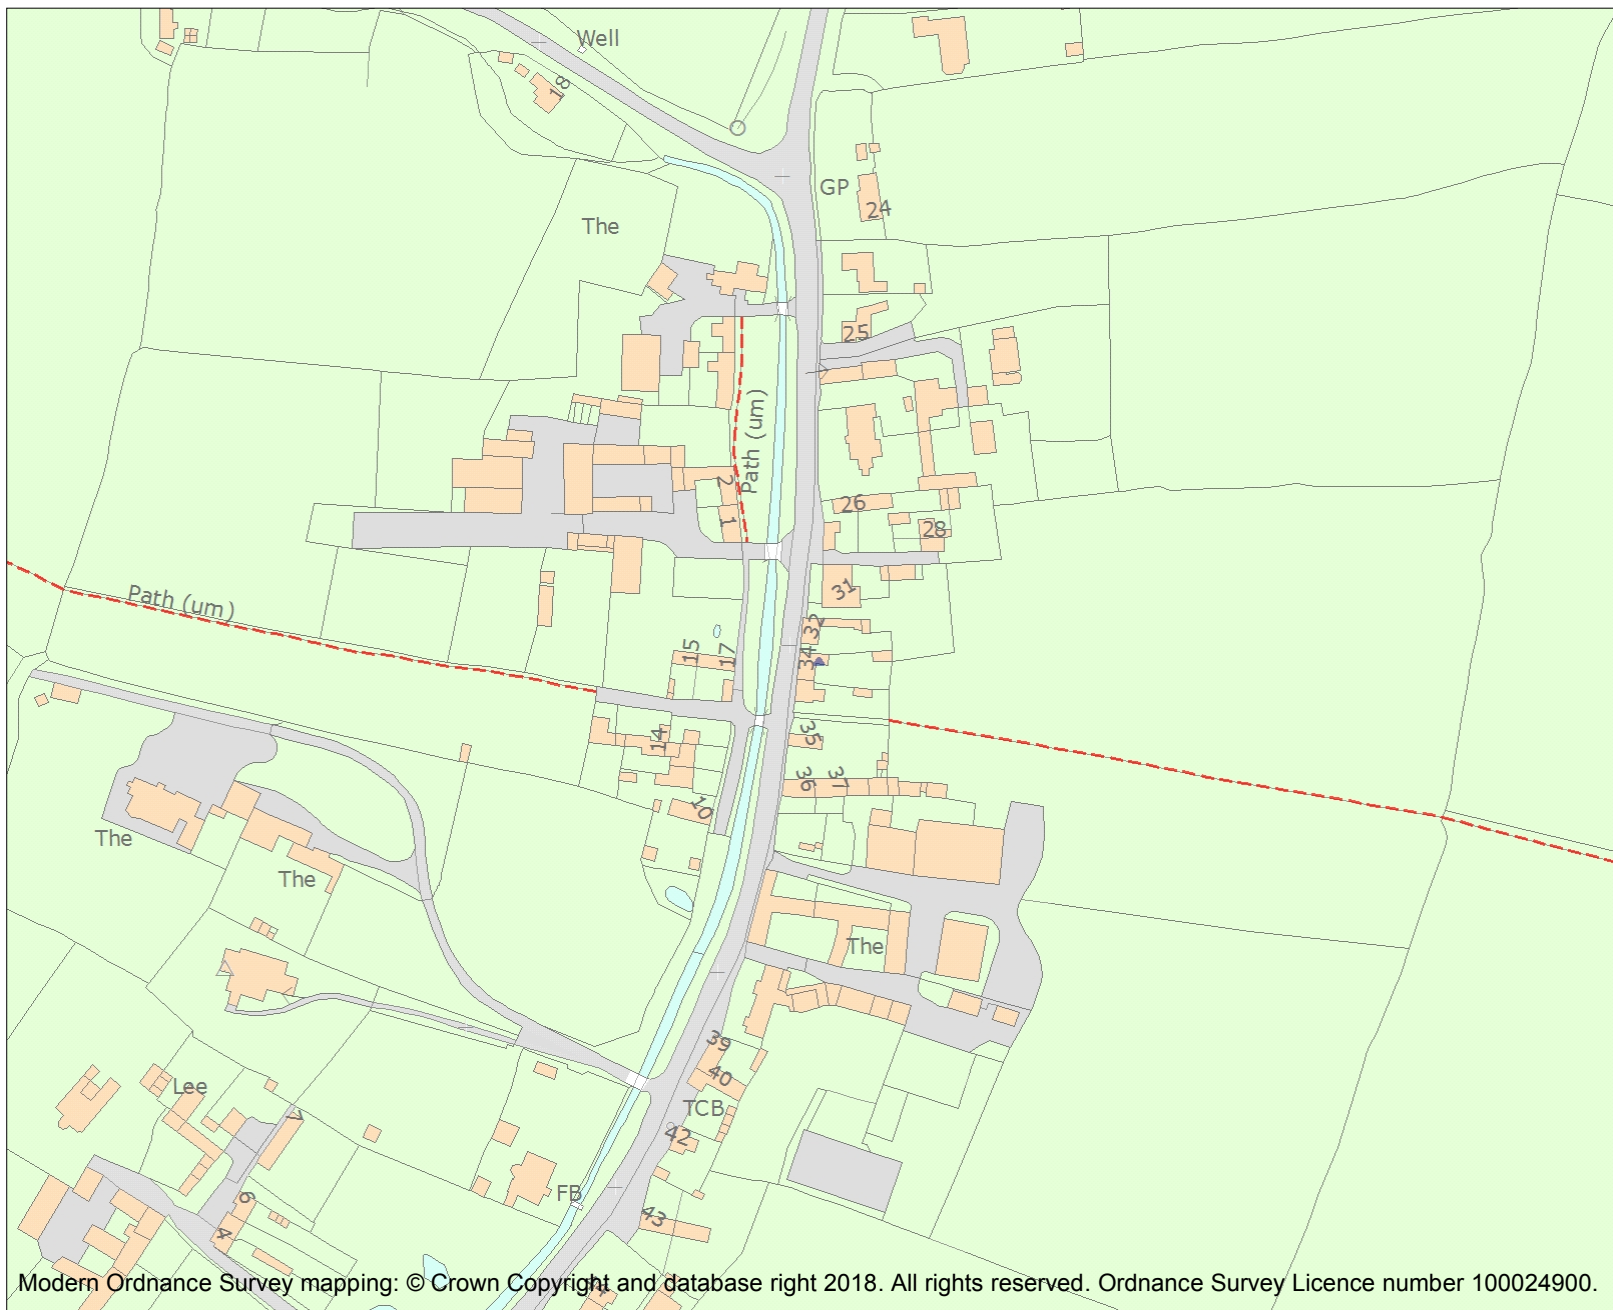 Well
18
GP
24
The
25
Path (um)
2
1
26
28
31
Path (um)
32
15
17
34
14
35
36
37
10
The
The
The
39
40
Lee
TCB
7
42
FB
6
43
4
Modern Ordnance Survey mapping: © Crown Copyright and database right 2018. All rights reserved. Ordnance Survey Licence number 100024900.